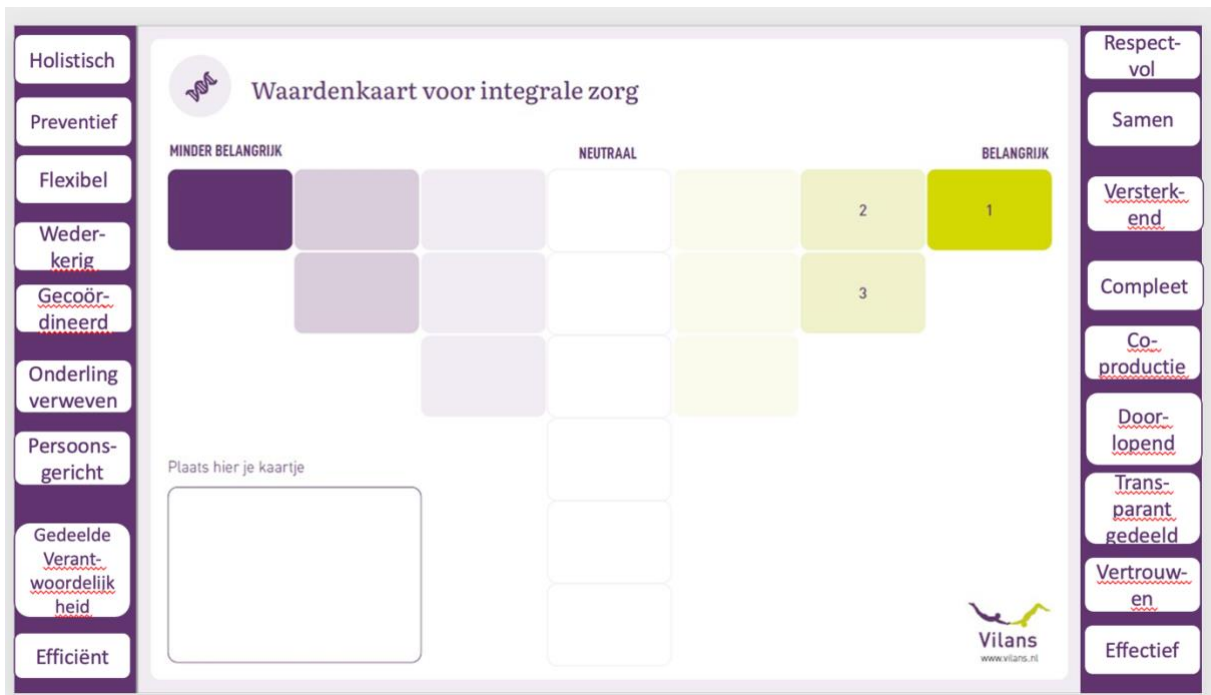 Holistisch
Preventief
Flexibel
Weder-
kerig
Gecoör-
dineerd
Onderling
verweven
Persoons-
gericht
Gedeelde
Verant-
woordelijk
heid
Efficiënt
Waardenkaart voor integrale zorg
MINDER BELANGRIJK
NEUTRAAL
BELANGRIJK
2
1
3
Plaats hier je kaartje
Vilans
www.vilans.nl
Respect-
vol
Samen
Versterk-
end
Compleet
Co-
productie
Door-
lopend
Trans-
parant
gedeeld
Vertrouw-
en
Effectief